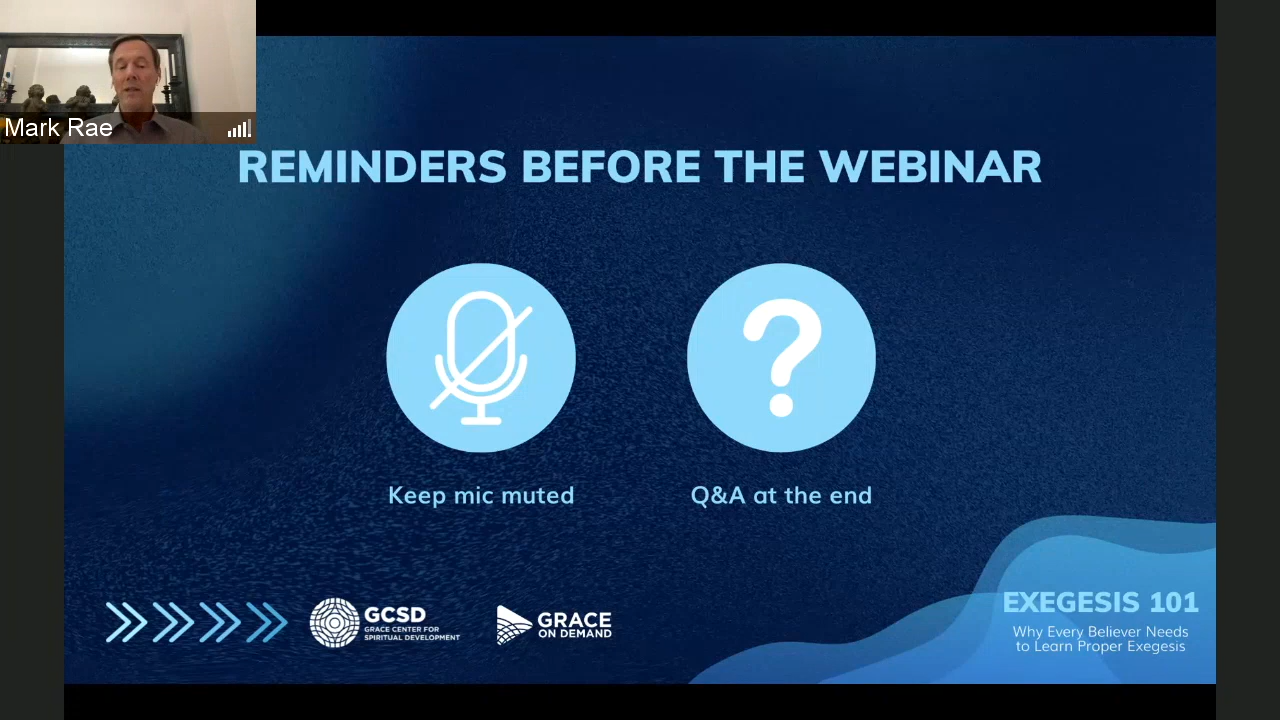 Mark Rae
REMINDERS BEFORE THE WEBINAR
Keep mic muted
Q&A at the end
GCSD
GRACE CENTER FOR
SPIRITUAL DEVELOPMENT
GRACE
ON DEMAND
EXEGESIS 101
Why Every Believer Needs
to Learn Proper Exegesis